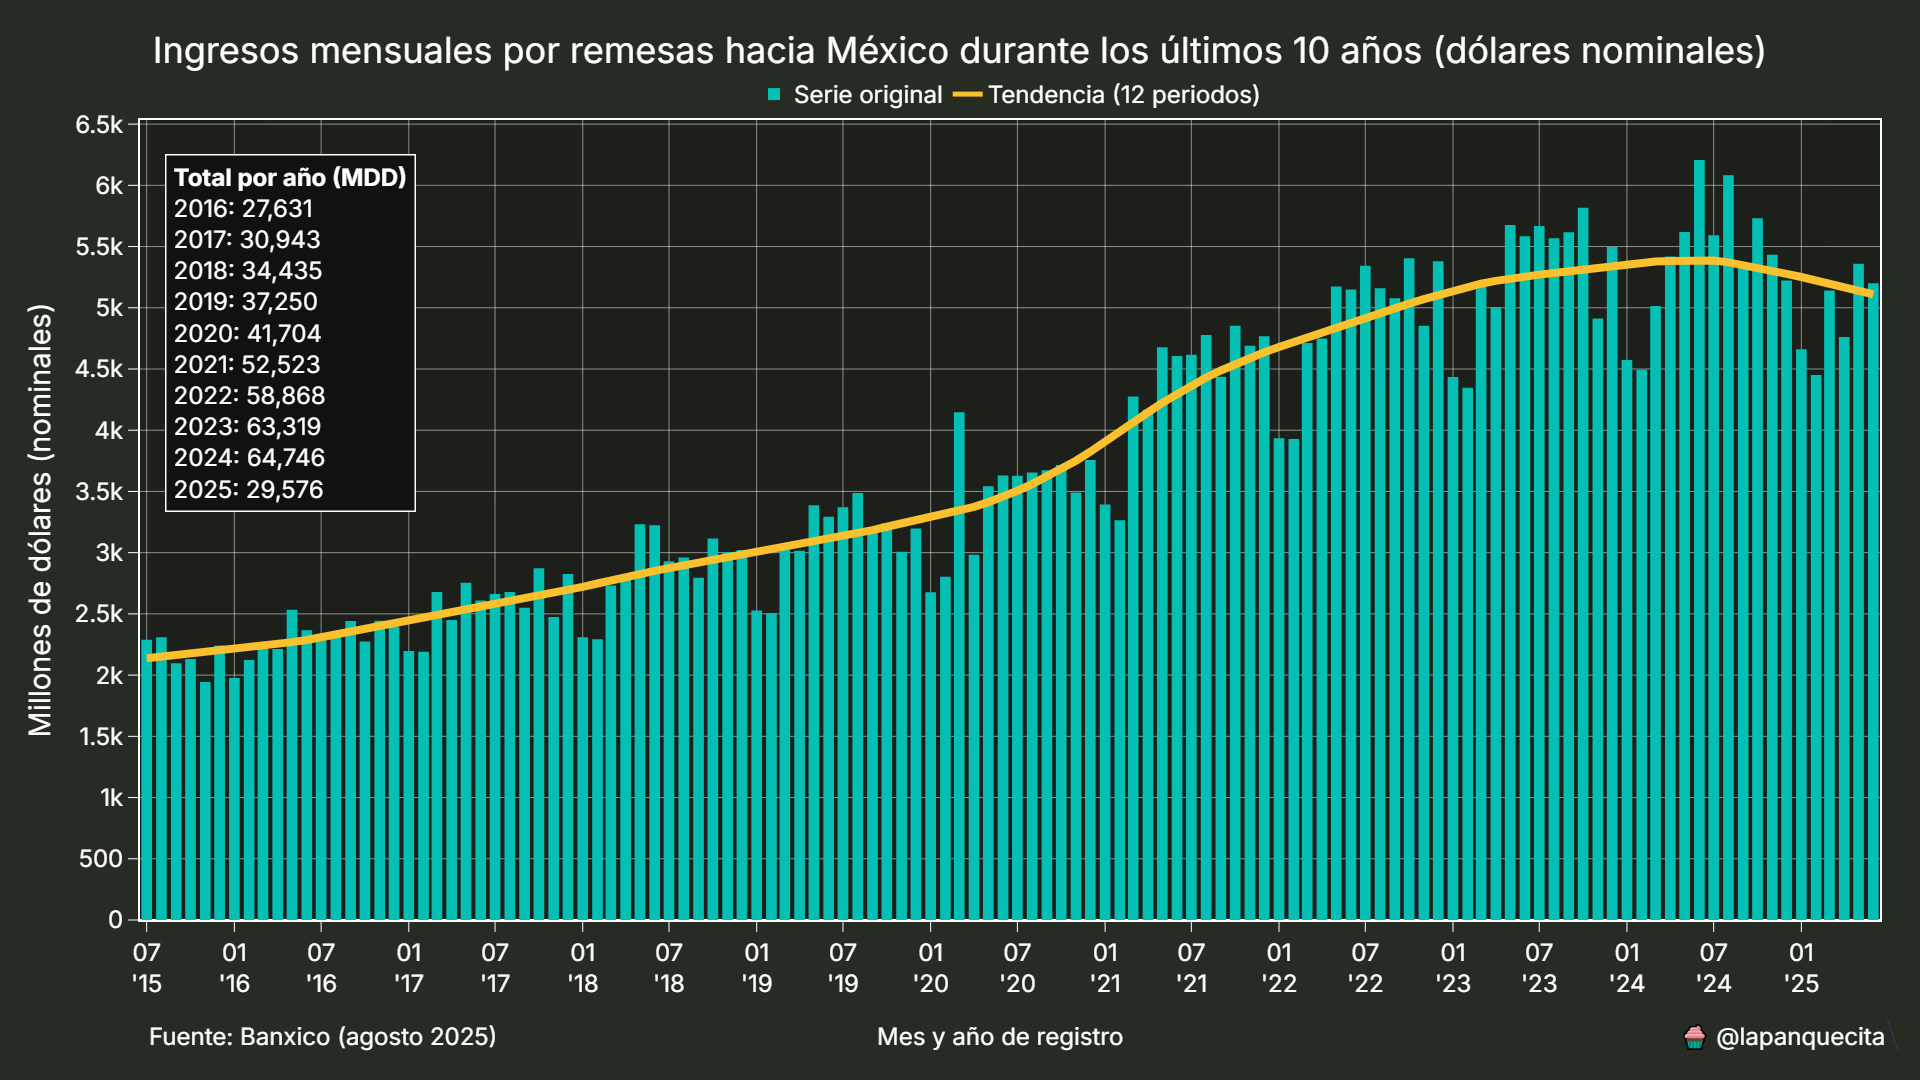 Ingresos mensuales por remesas hacia México durante los últimos 10 años (dólares nominales)
Serie original
Tendencia (12 periodos)
Millones de dólares (nominales)
6.5k
6k
5.5k
5k
4.5k
4k
3.5k
3k
2.5k
2k
1.5k
1k
500
0
Total por año (MDD)
2016: 27,631
2017: 30,943
2018: 34,435
2019: 37,250
2020: 41,704
2021: 52,523
2022: 58,868
2023: 63,319
2024: 64,746
2025: 29,576
07 01 07 01 07 01 07 01 07 01 07 01 07 01 07 01 07 01 07 01
'15 '16 '16 '17 '17 '18 '18 '19 '19 '20 '20 '21 '21 '22 '22 '23 '23 '24 '24 '25
Fuente: Banxico (agosto 2025)
Mes y año de registro
@lapanquecita